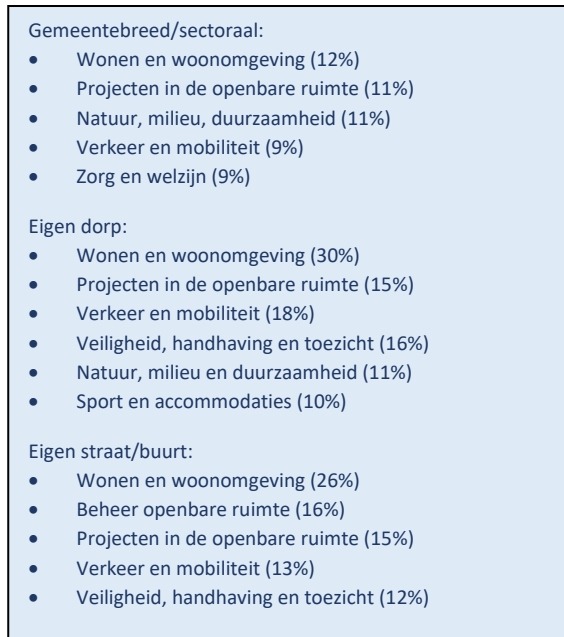 Gemeentebreed/sectoraal:
• Wonen en woonomgeving (12%)
• Projecten in de openbare ruimte (11%)
• Natuur, milieu, duurzaamheid (11%)
• Verkeer en mobiliteit (9%)
• Zorg en welzijn (9%)
Eigen dorp:
• Wonen en woonomgeving (30%)
• Projecten in de openbare ruimte (15%)
• Verkeer en mobiliteit (18%)
• Veiligheid, handhaving en toezicht (16%)
• Natuur, milieu en duurzaamheid (11%)
• Sport en accommodaties (10%)
Eigen straat/buurt:
• Wonen en woonomgeving (26%)
• Beheer openbare ruimte (16%)
• Projecten in de openbare ruimte (15%)
• Verkeer en mobiliteit (13%)
• Veiligheid, handhaving en toezicht (12%)